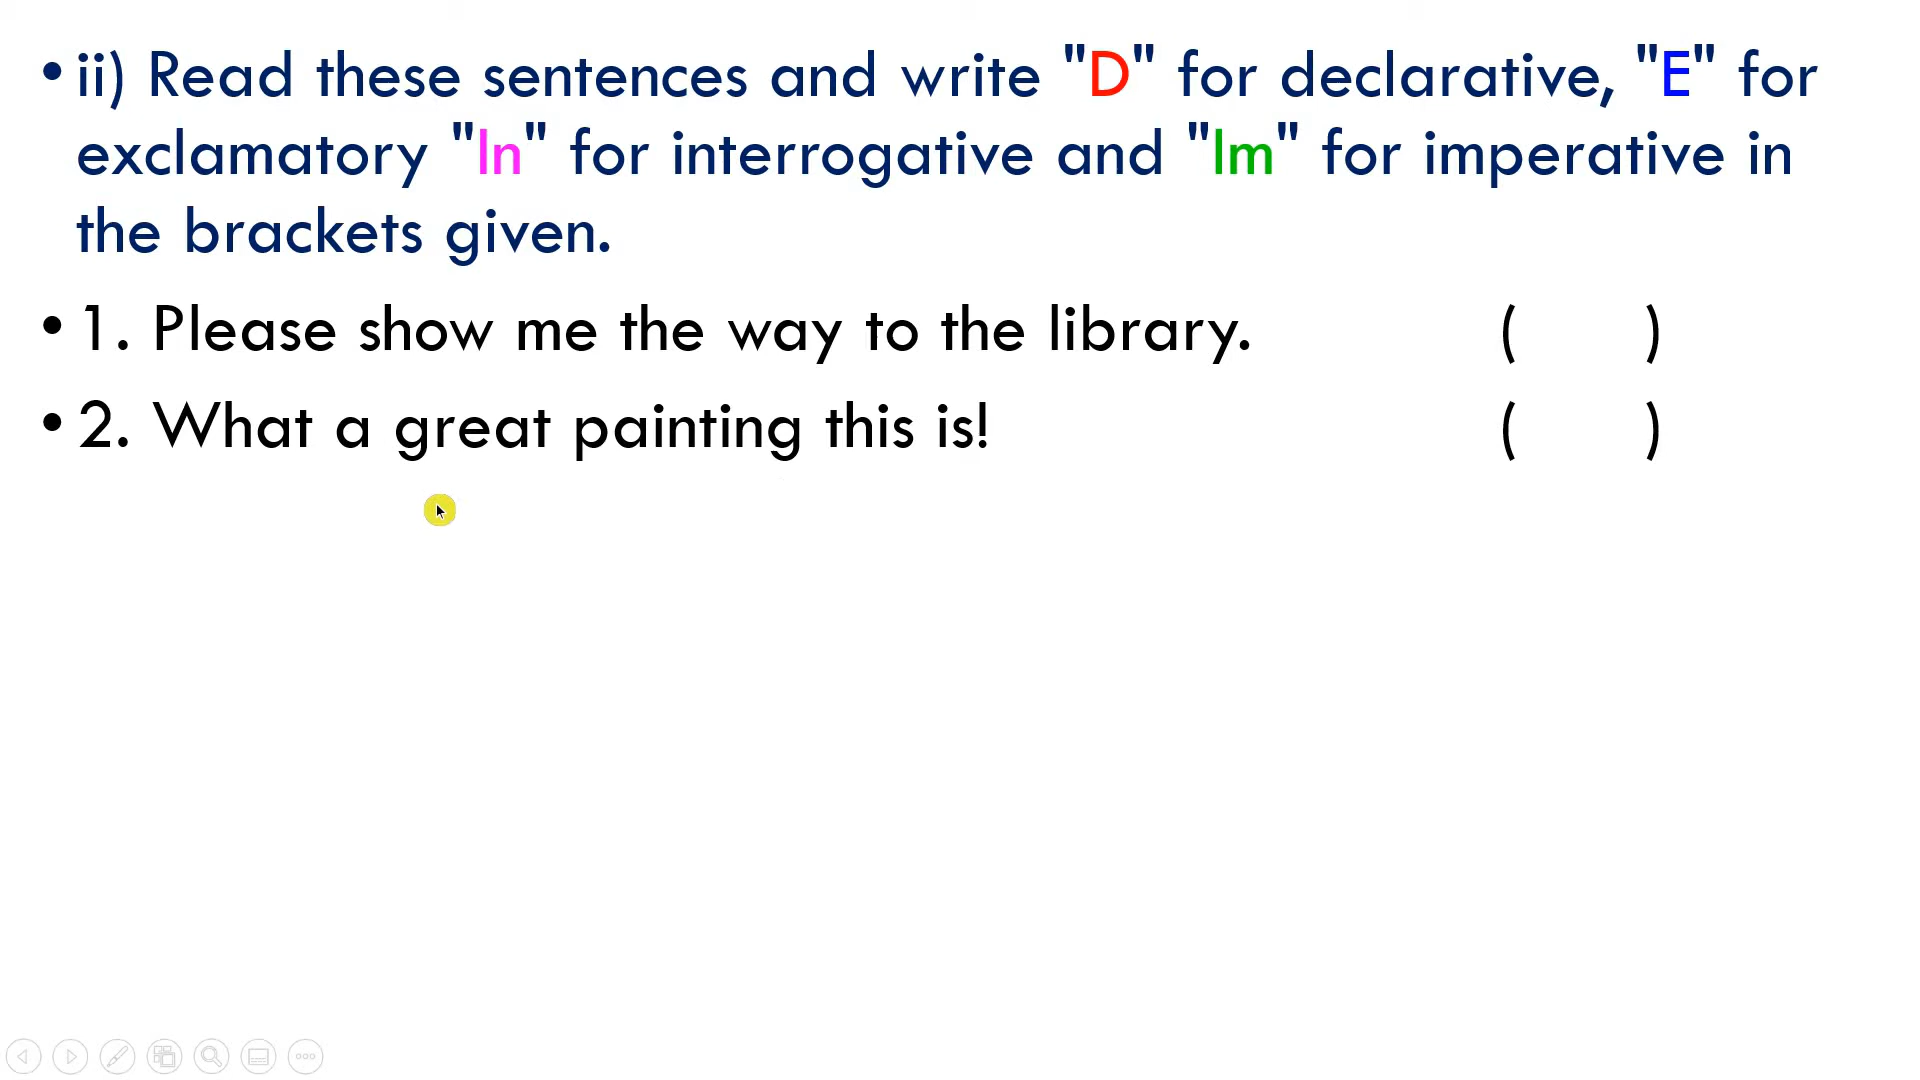 • ii) Read these sentences and write "D" for declarative, "E" for
exclamatory "In" for interrogative and "Im" for imperative in
the brackets given.
• 1. Please show me the way to the library. ( )
• 2. What a great painting this is! ( )